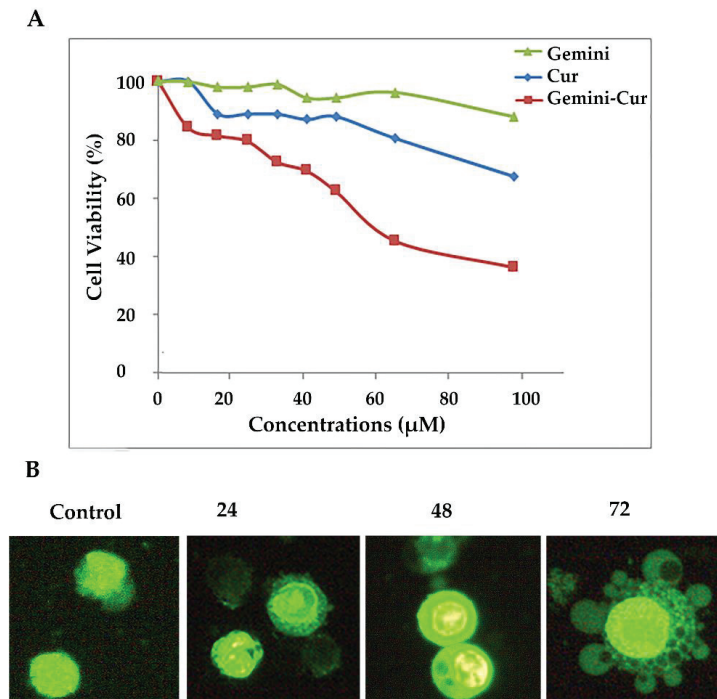 A
Gemini
Cur
Gemini-Cur
Cell Viability (%)
100
80
60
40
20
0
0 20 40 60 80 100
Concentrations (µM)
B
Control 24 48 72